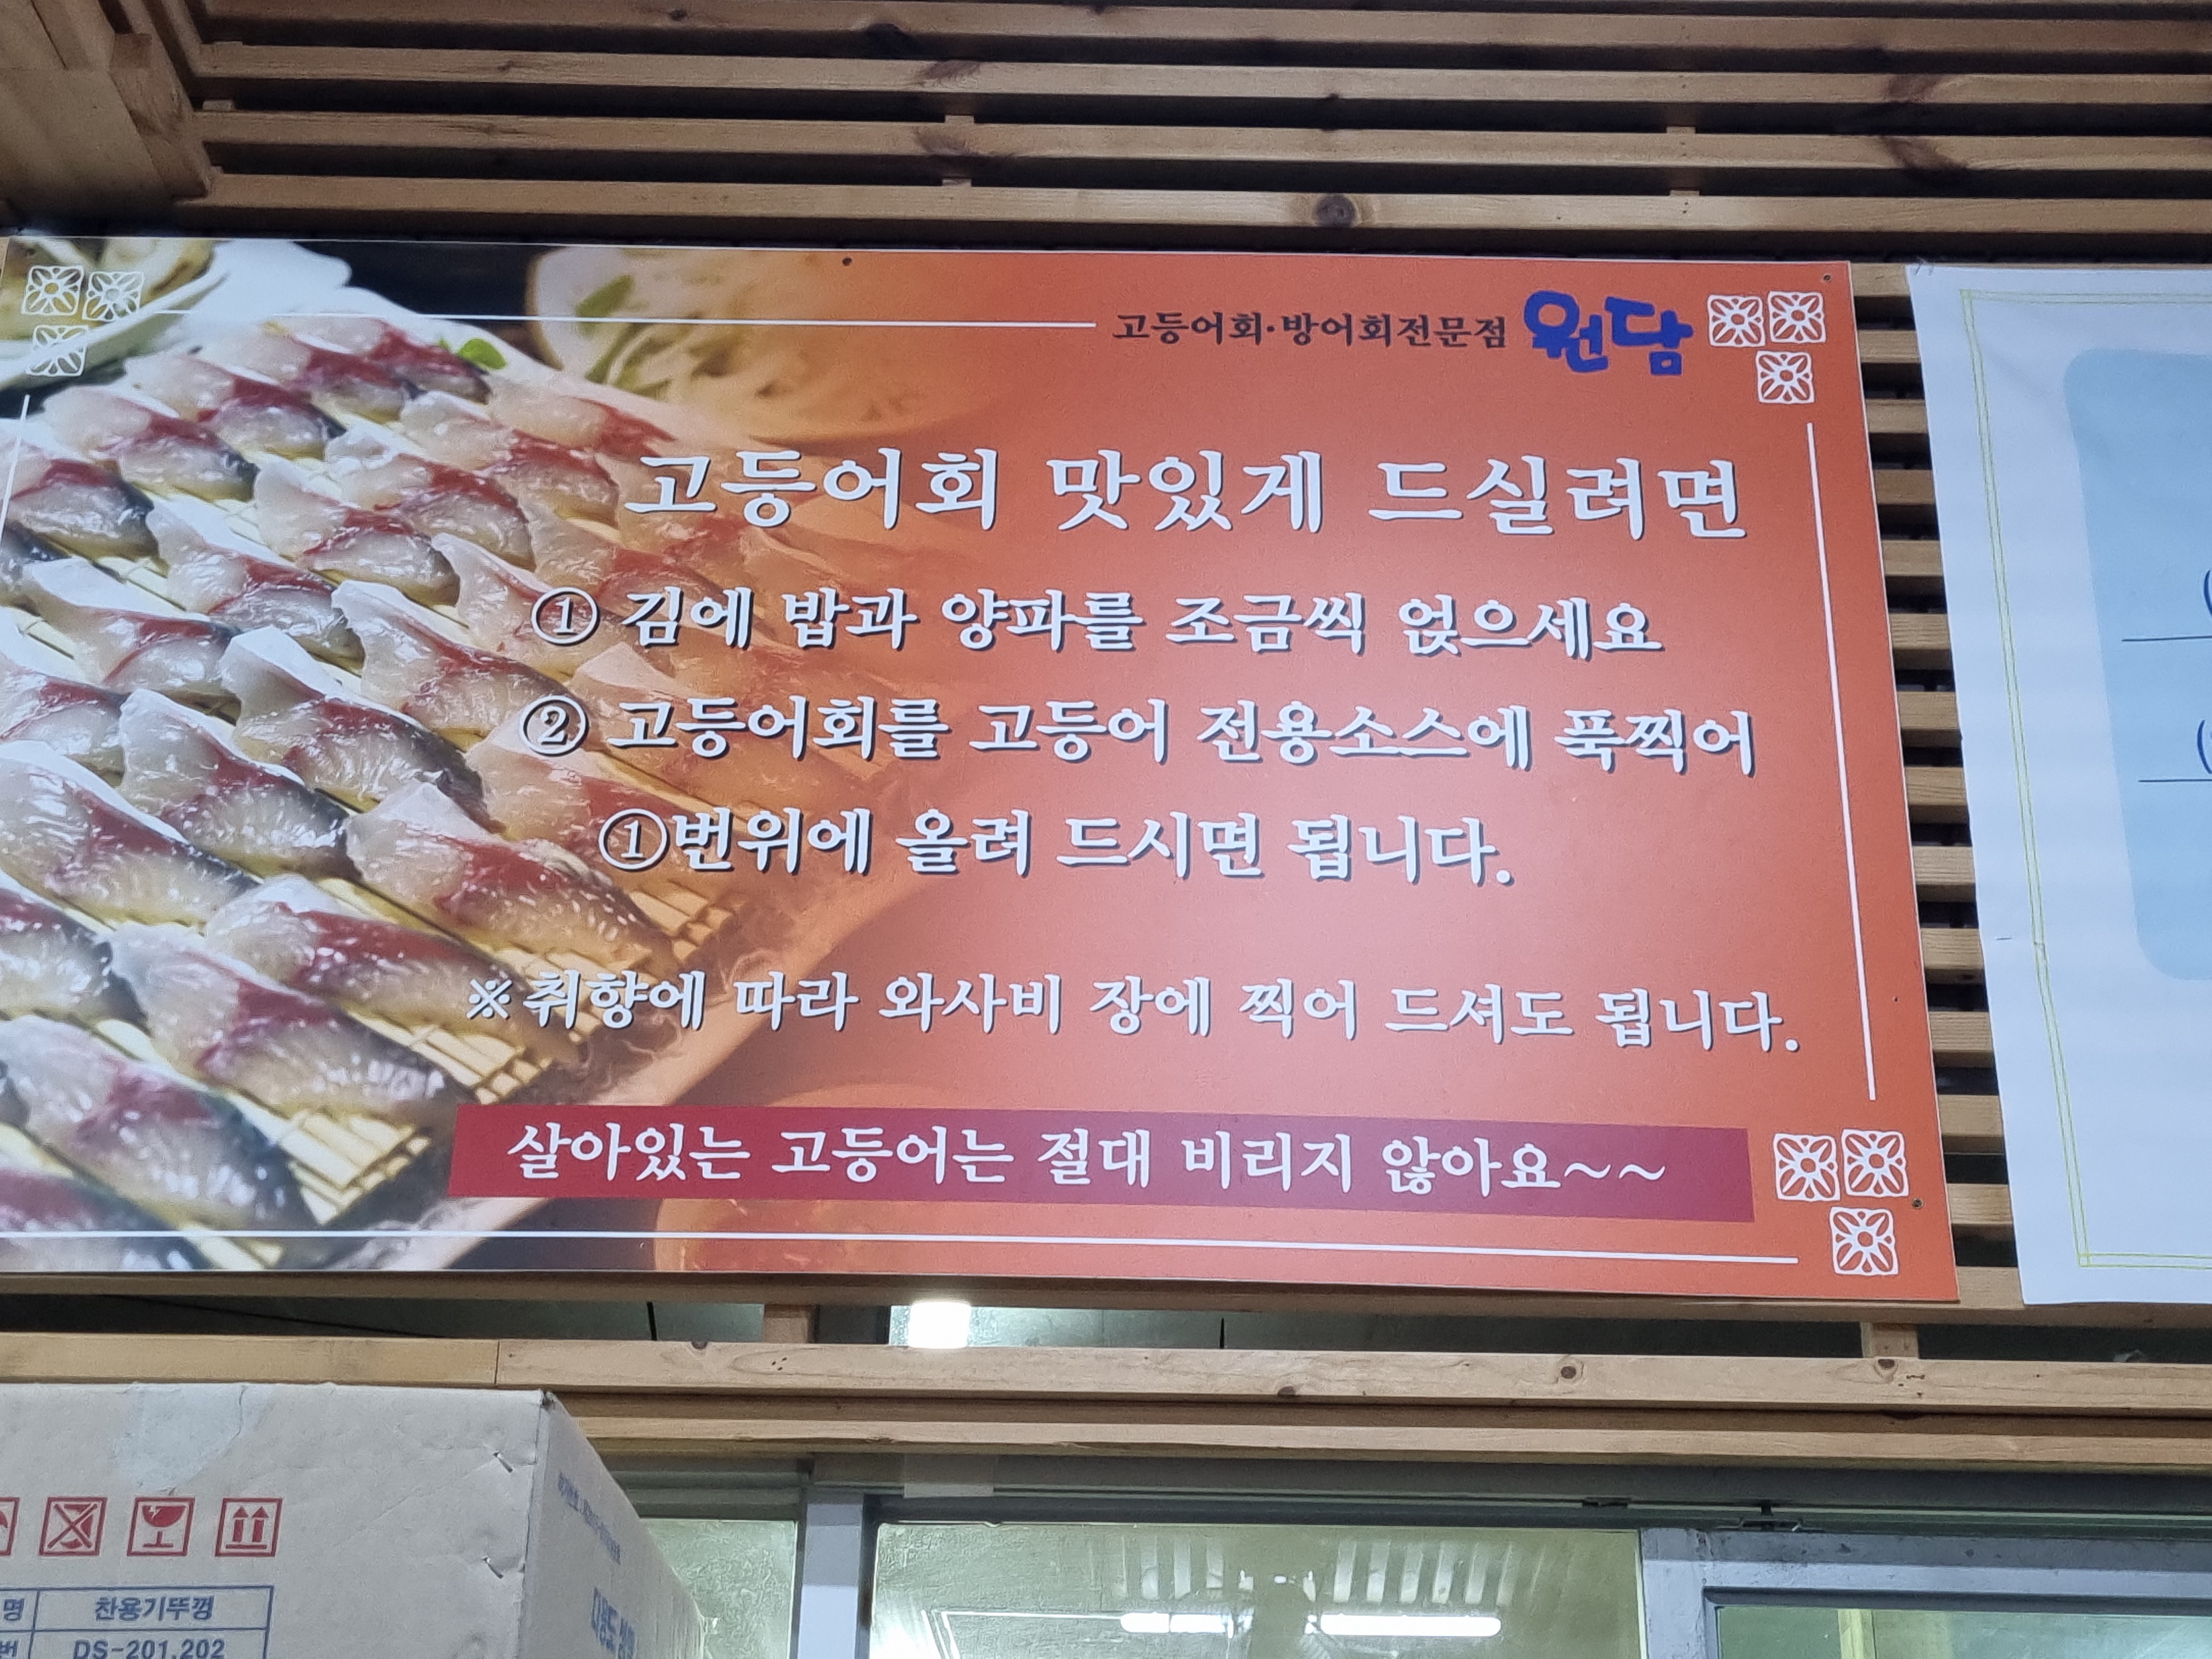 고등어회·방어회전문점 원담
고등어회 맛있게 드실려면
① 김에 밥과 양파를 조금씩 얹으세요
② 고등어회를 고등어 전용소스에 푹찍어
①번위에 올려 드시면 됩니다.
※취향에 따라 와사비 장에 찍어 드셔도 됩니다.
살아있는 고등어는 절대 비리지 않아요~~
명 찬용기뚜껑
번 DS-201,202